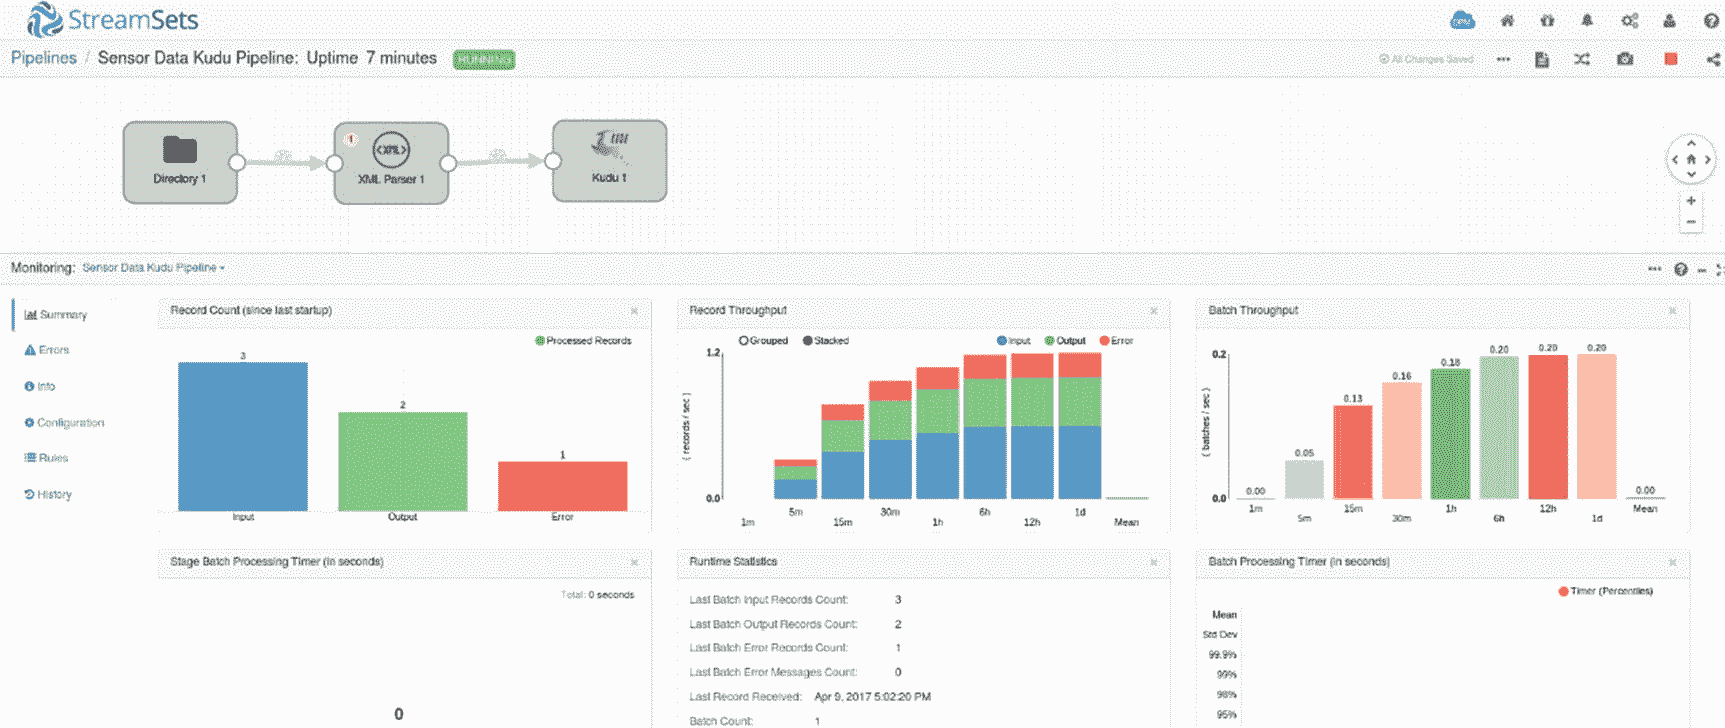 StreamSets
DPM
Pipelines / Sensor Data Kudu Pipeline: Uptime 7 minutes RUNNING
All Changes Saved
Directory 1
<XML>
XML Parser 1
Kudu 1
Monitoring: Sensor Data Kudu Pipeline
Summary
Errors
Info
Configuration
Rules
History
Record Count (since last startup)
Processed Records
3
2
1
Input Output Error
Record Throughput
Grouped Stacked Input Output Error
1.2
( records / sec )
0.0
1m 5m 15m 30m 1h 6h 12h 1d Mean
Batch Throughput
0.2
( batches / sec )
0.0
0.00 0.05 0.13 0.16 0.18 0.20 0.20 0.20 0.00
1m 5m 15m 30m 1h 6h 12h 1d Mean
Stage Batch Processing Timer (in seconds)
Total: 0 seconds
0
Runtime Statistics
Last Batch Input Records Count: 3
Last Batch Output Records Count: 2
Last Batch Error Records Count: 1
Last Batch Error Messages Count: 0
Last Record Received: Apr 9, 2017 5:02:20 PM
Batch Count: 1
Batch Processing Timer (in seconds)
Timer (Percentiles)
Mean
Std Dev
99.9%
99%
98%
95%